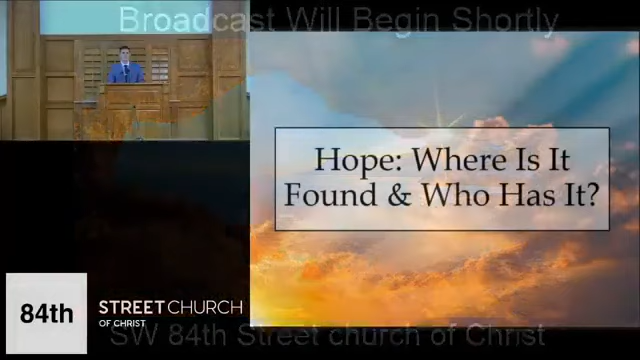 Broadcast Will Begin Shortly
Hope: Where Is It
Found & Who Has It?
84th
STREET CHURCH
OF CHRIST
SW 84th Street church of Christ